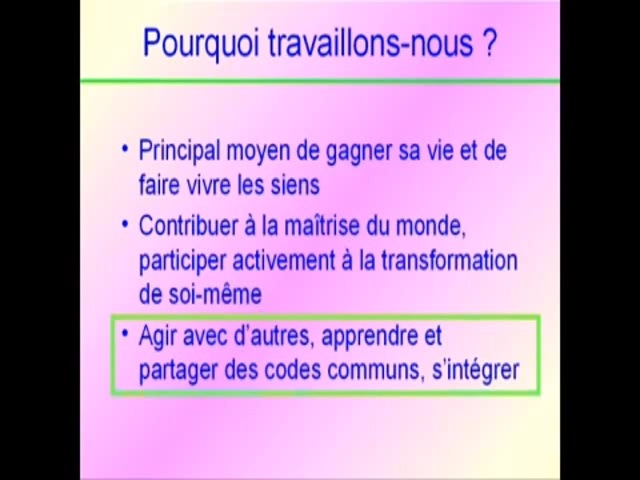 Pourquoi travaillons-nous ?
• Principal moyen de gagner sa vie et de
faire vivre les siens
• Contribuer à la maîtrise du monde,
participer activement à la transformation
de soi-même
• Agir avec d'autres, apprendre et
partager des codes communs, s'intégrer